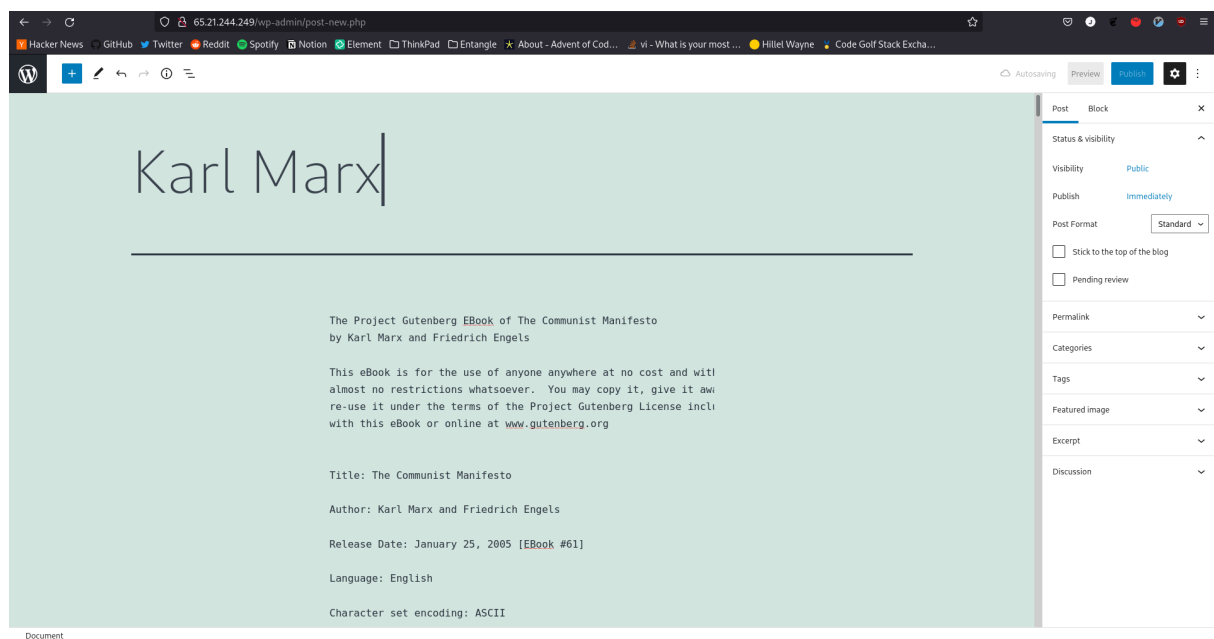 65.21.244.249/wp-admin/post-new.php
Hacker News GitHub Twitter Reddit Spotify Notion Element ThinkPad Entangle About - Advent of Cod... vi - What is your most ... Hillel Wayne Code Golf Stack Excha...
Autosaving Preview Publish
Post Block
Status & visibility
Visibility Public
Publish Immediately
Post Format Standard
Stick to the top of the blog
Pending review
Permalink
Categories
Tags
Featured image
Excerpt
Discussion
Karl Marx
The Project Gutenberg EBook of The Communist Manifesto
by Karl Marx and Friedrich Engels
This eBook is for the use of anyone anywhere at no cost and with
almost no restrictions whatsoever.  You may copy it, give it awa
re-use it under the terms of the Project Gutenberg License inclu
with this eBook or online at www.gutenberg.org
Title: The Communist Manifesto
Author: Karl Marx and Friedrich Engels
Release Date: January 25, 2005 [EBook #61]
Language: English
Character set encoding: ASCII
Document